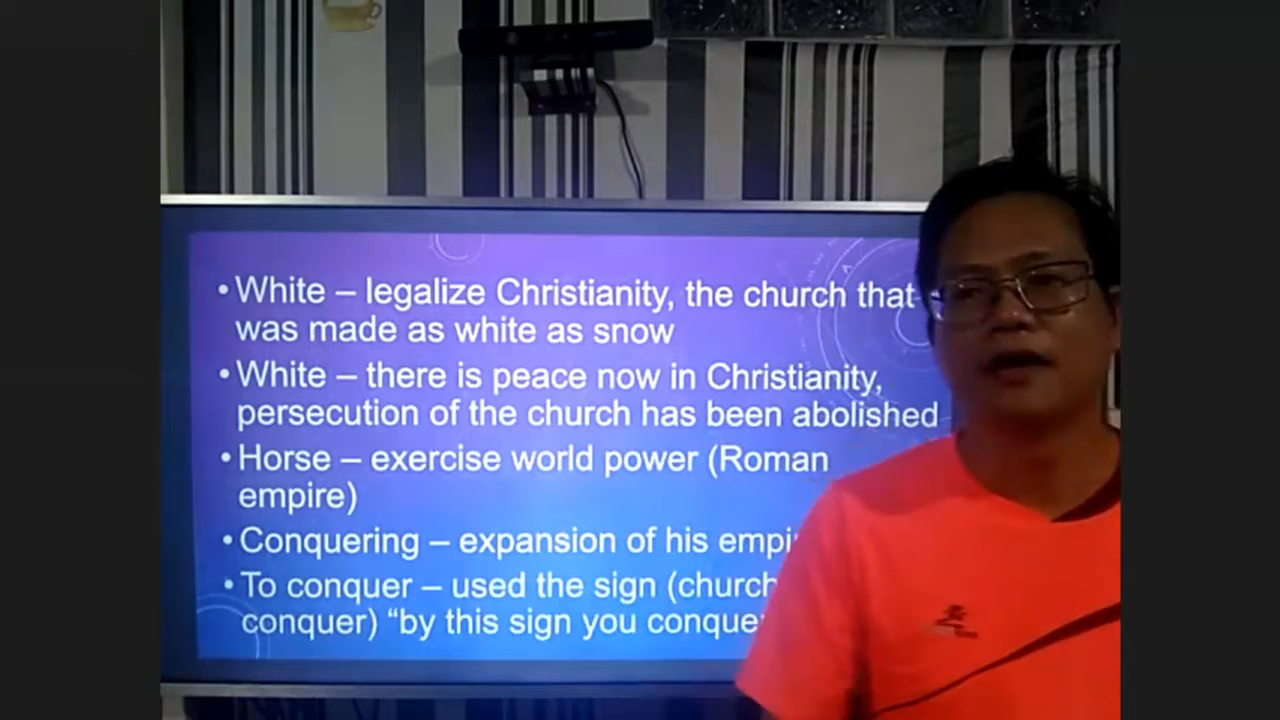 • White – legalize Christianity, the church that
was made as white as snow
• White – there is peace now in Christianity,
persecution of the church has been abolished
• Horse – exercise world power (Roman
empire)
• Conquering – expansion of his
• To conquer – used the sign (church
conquer) “by this sign you